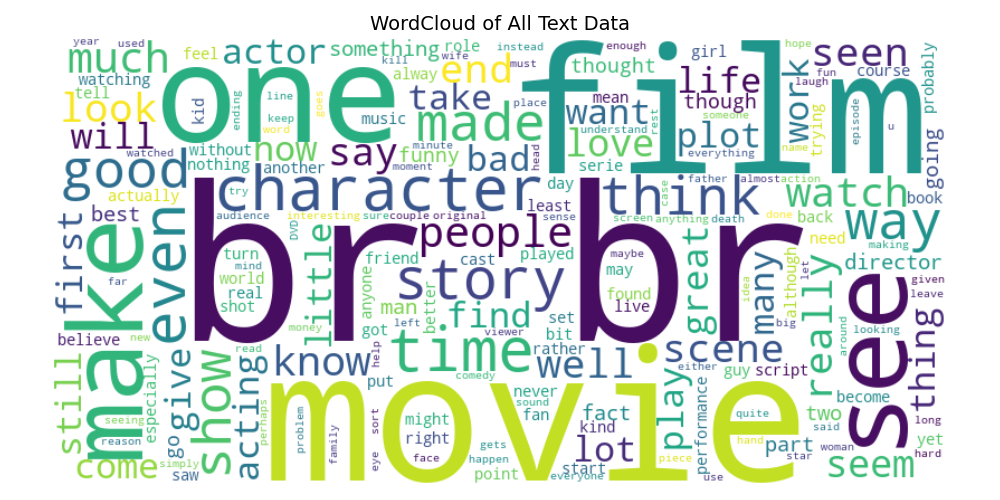 WordCloud of All Text Data
year used
much
feel
actor
something
role
instead
enough
girl
life
seen
hope
fun
course
probably
watching
tell
look
kid
ending
one
line
keep
goes
word
kill
wife
alway
end
must
take
music
place
film
thought
mean
though
someone
laugh
work
trying
episode
name
u
going
book
want
made
love
understand
rest
plot
everything
will
watched
without
nothing
now
another
say
minute
funny
moment
bad
head
serie
good
actually
try
character
day
think
father
case
almost
action
watch
back
way
first
best
even
audience
DVD
interesting
sure
couple
original
least
sense
screen
anything
death
done
need
making
director
people
turn
mind
world
real
shot
br br
little
friend
anyone
cast
played
story
may
maybe
found
live
great
many
idea
although
let
big
really
given
leave
see
thing
make
far
believe
new
man
got
left
better
find
set
bit
viewer
time
rather
well
scene
around
looking
still
especially
give
show
acting
know
read
money
help
put
comedy
never
sound
fan
fact
kind
play
either
guy
script
performance
become
two
said
yet
long
hard
come
seeing
reason
simply
go
saw
perhaps
problem
family
movie
eye
sort
might
right
face
gets
happen
point
start
everyone
lot
use
piece
hand
quite
star
part
woman
seem